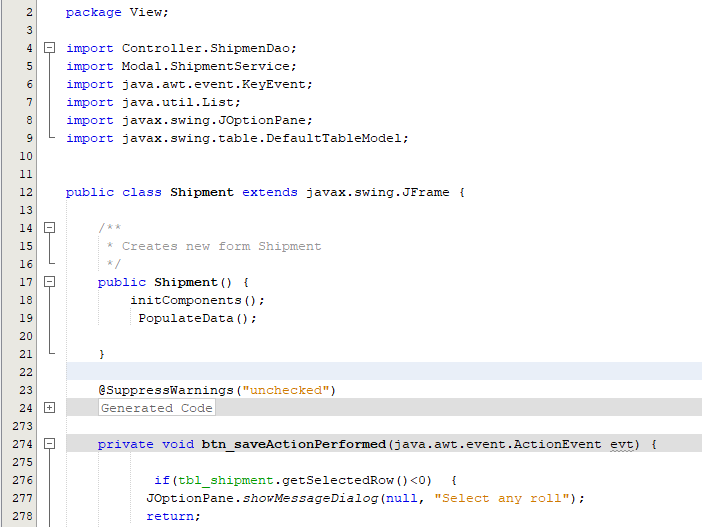 2 package View;
3
4 import Controller.ShipmenDao;
5 import Modal.ShipmentService;
6 import java.awt.event.KeyEvent;
7 import java.util.List;
8 import javax.swing.JOptionPane;
9 import javax.swing.table.DefaultTableModel;
10
11
12 public class Shipment extends javax.swing.JFrame {
13
14 /**
15 * Creates new form Shipment
16 */
17 public Shipment() {
18 initComponents();
19 PopulateData();
20
21 }
22
23 @SuppressWarnings("unchecked")
24 Generated Code
273
274 private void btn_saveActionPerformed(java.awt.event.ActionEvent evt) {
275
276 if(tbl_shipment.getSelectedRow()<0) {
277 JOptionPane.showMessageDialog(null, "Select any roll");
278 return;